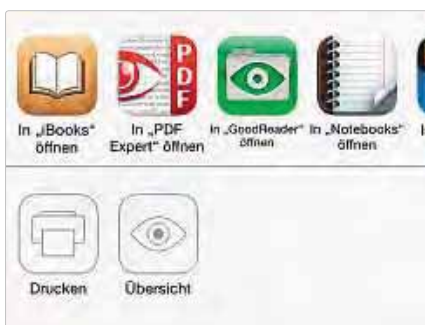 PDF
In „iBooks“ öffnen
In „PDF Expert“ öffnen
In „GoodReader“ öffnen
In „Notebooks“ öffnen
Drucken
Übersicht